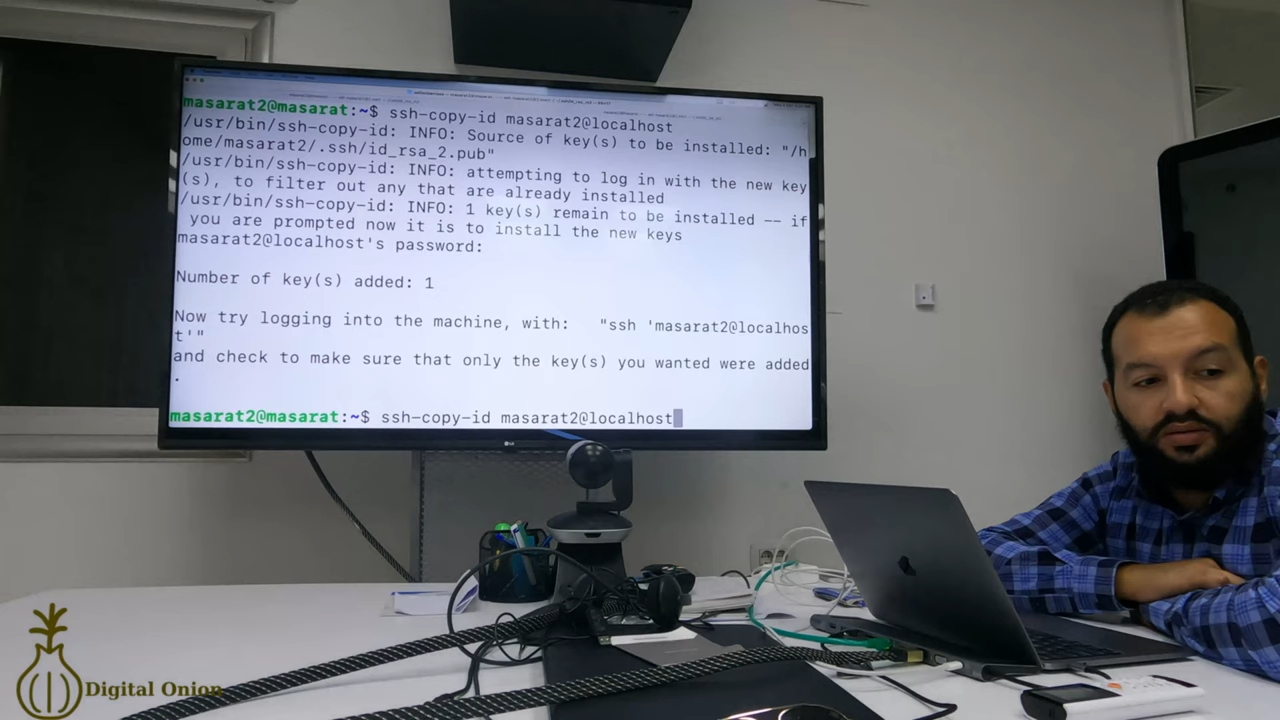 masarat2@masarat:~$ ssh-copy-id masarat2@localhost
/usr/bin/ssh-copy-id: INFO: Source of key(s) to be installed: "/h
ome/masarat2/.ssh/id_rsa_2.pub"
/usr/bin/ssh-copy-id: INFO: attempting to log in with the new key
(s), to filter out any that are already installed
/usr/bin/ssh-copy-id: INFO: 1 key(s) remain to be installed -- if
you are prompted now it is to install the new keys
masarat2@localhost's password:
Number of key(s) added: 1
Now try logging into the machine, with: "ssh 'masarat2@localhos
t'"
and check to make sure that only the key(s) you wanted were added
.
masarat2@masarat:~$ ssh-copy-id masarat2@localhost
LG
Digital Onion